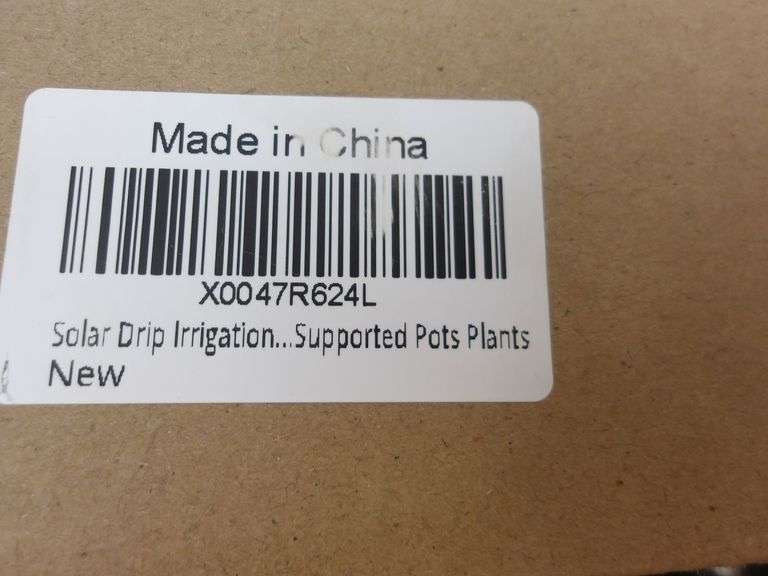 Made in China
X0047R624L
Solar Drip Irrigation...Supported Pots Plants
New